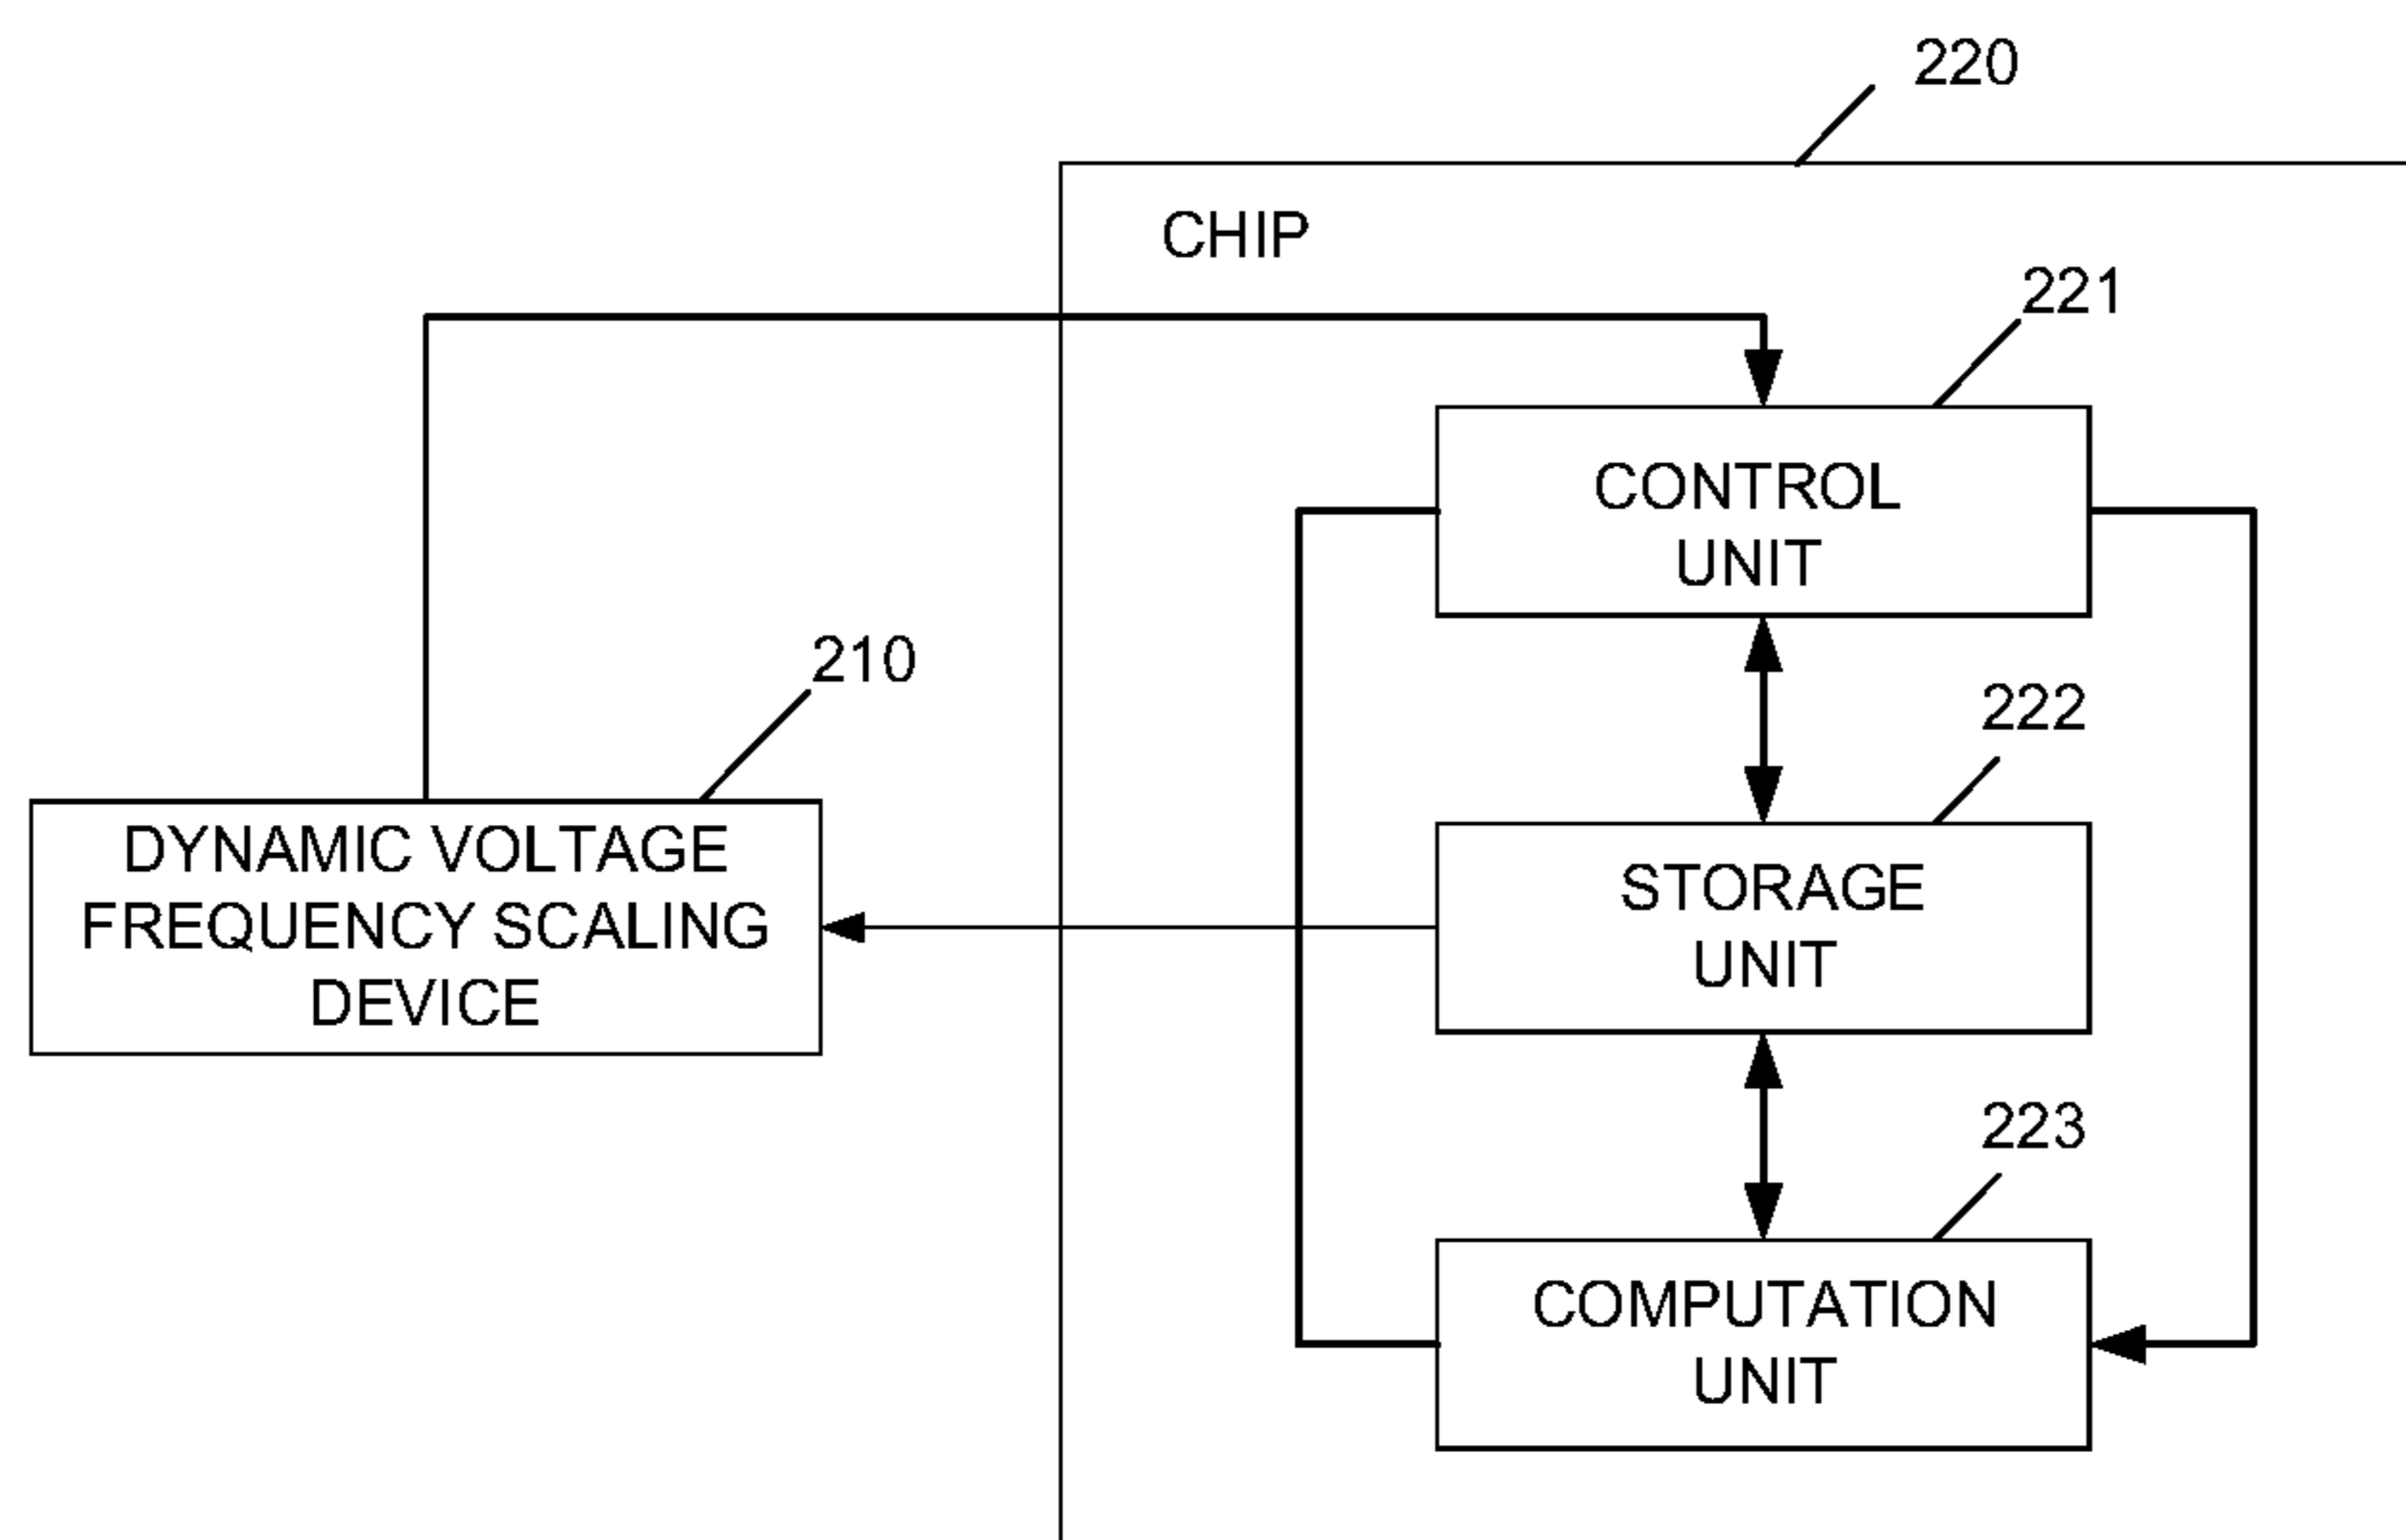 220
CHIP
221
CONTROL
UNIT
210
222
DYNAMIC VOLTAGE
FREQUENCY SCALING
DEVICE
STORAGE
UNIT
223
COMPUTATION
UNIT